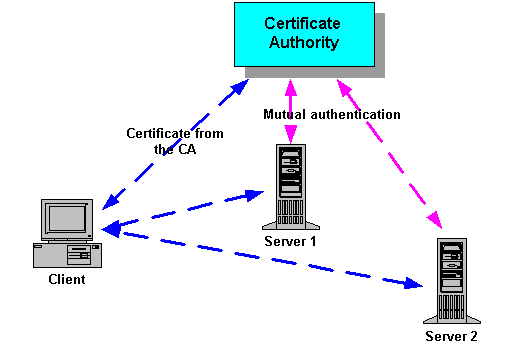 Certificate
Authority
Mutual authentication
Certificate from
the CA
Server 1
Client
Server 2